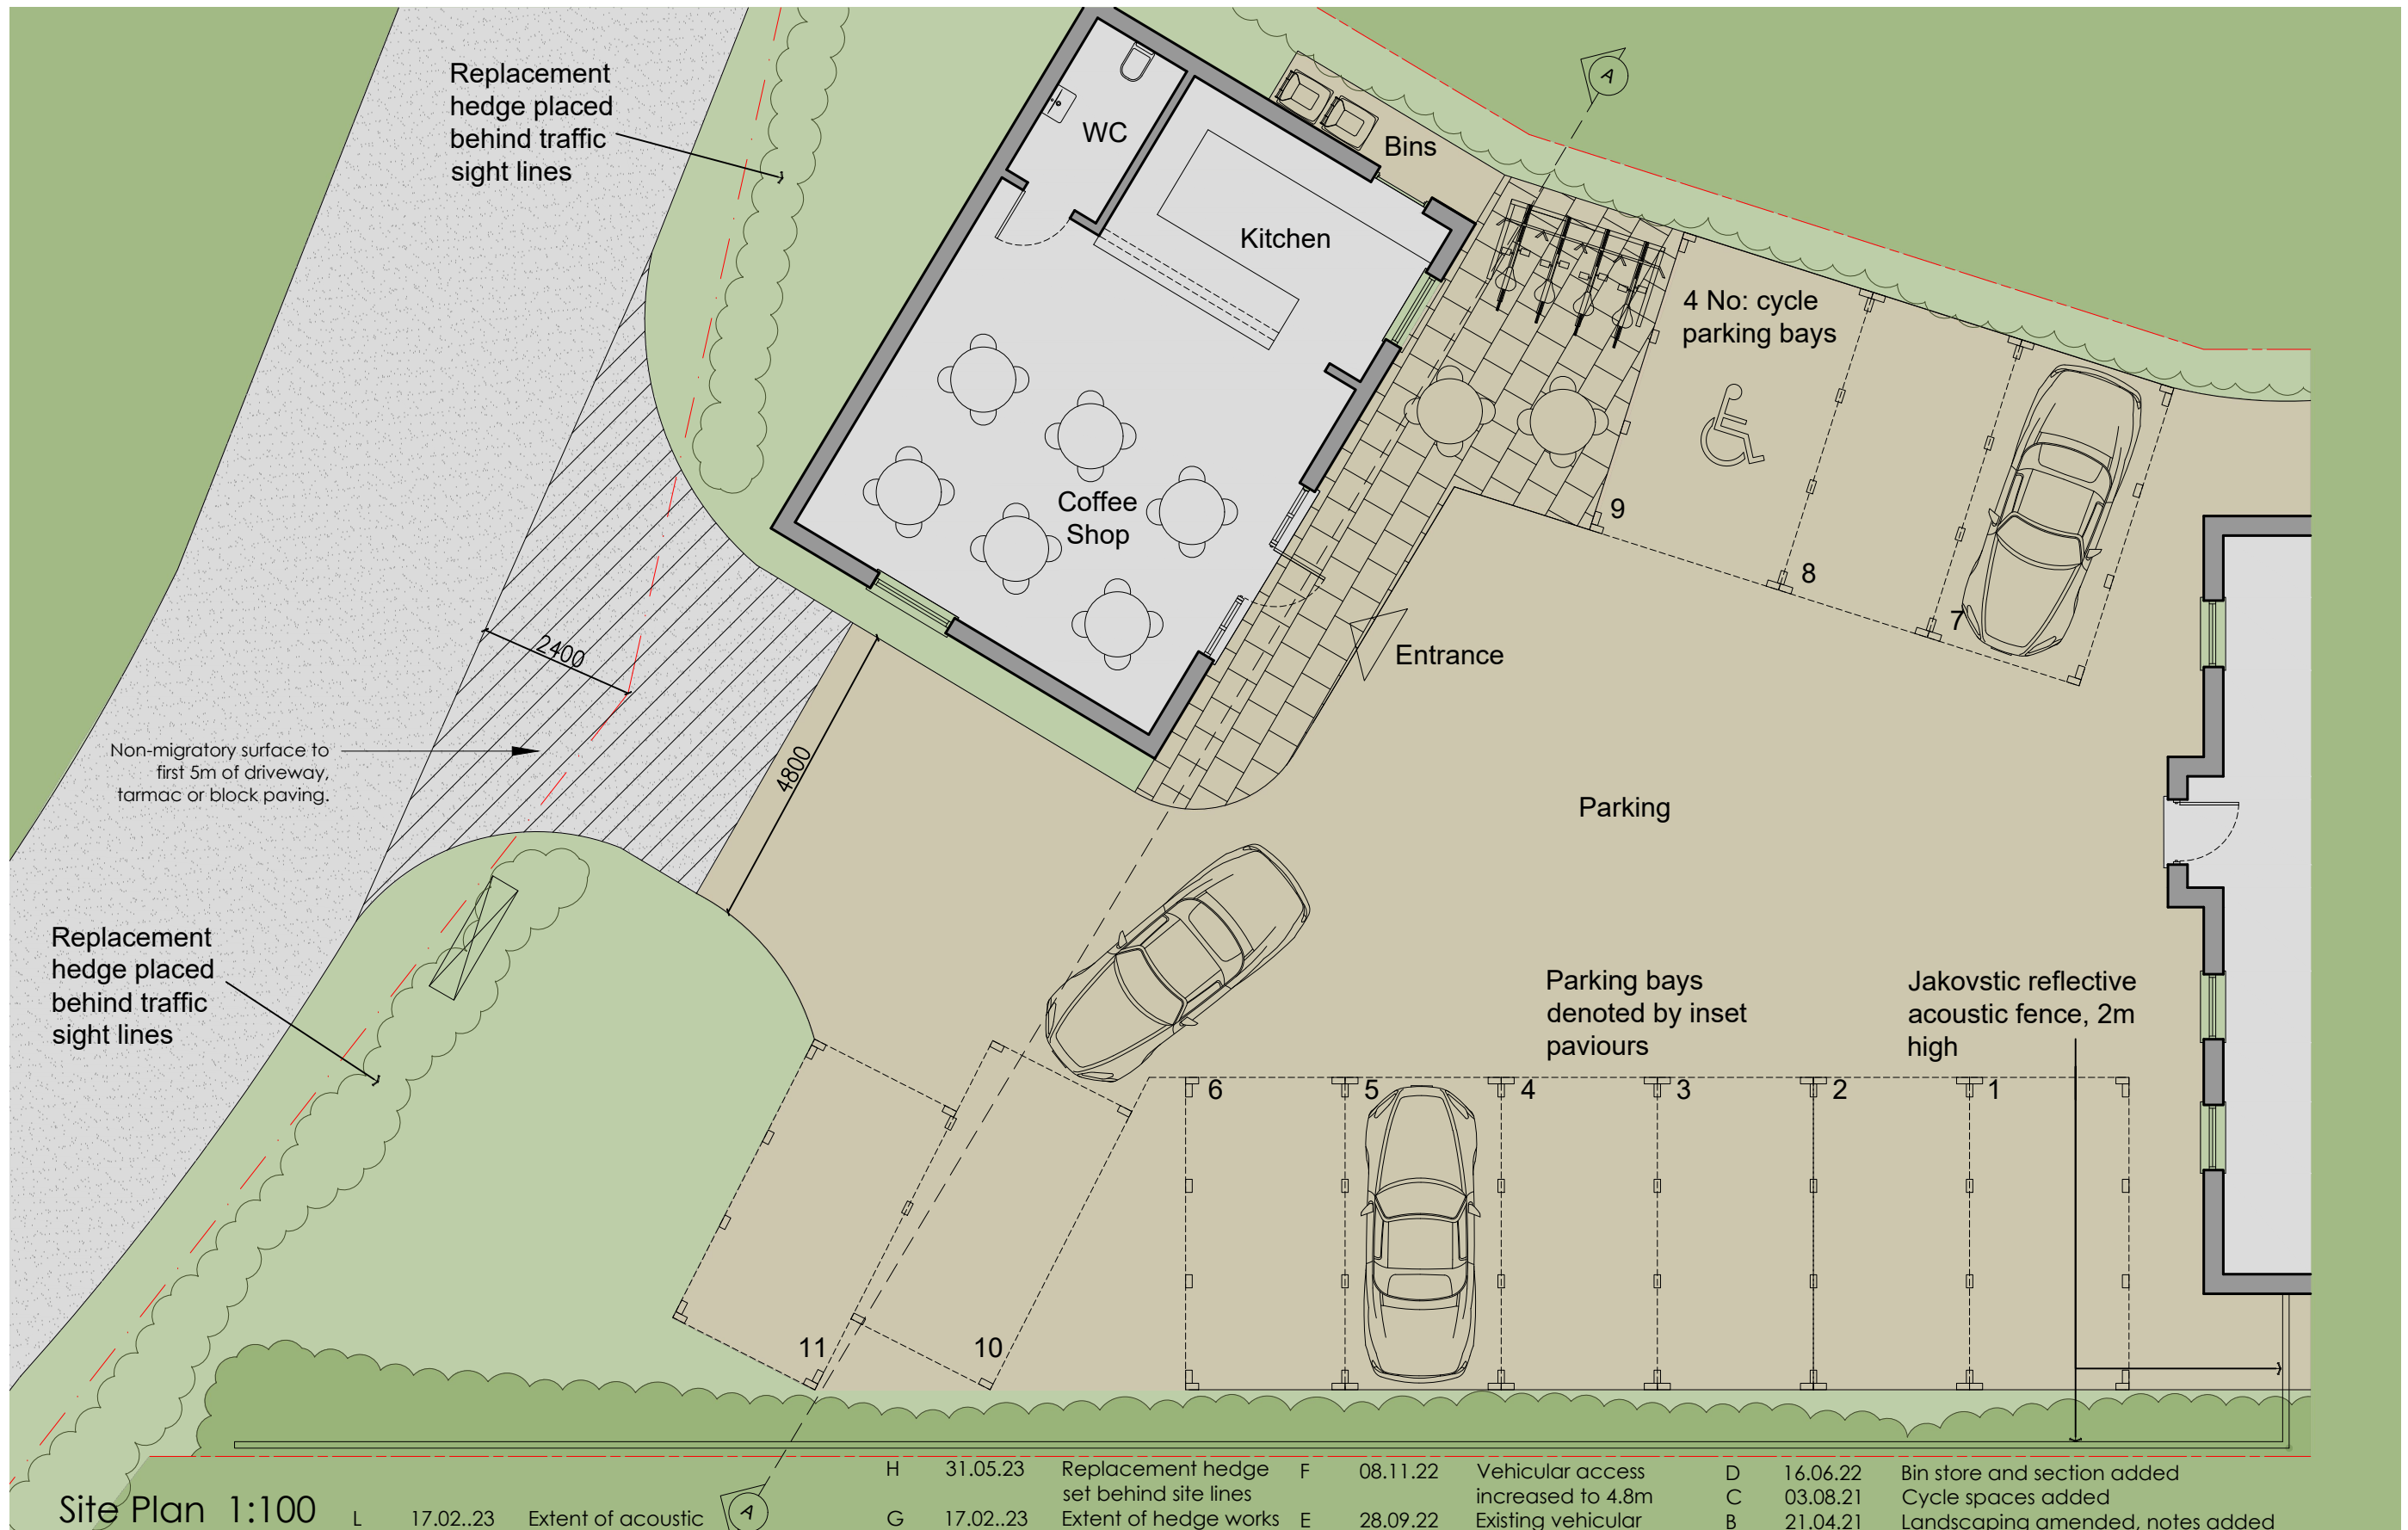 Replacement
hedge placed
behind traffic
sight lines
A
WC
Bins
Kitchen
4 No: cycle
parking bays
Coffee
Shop
9
8
7
2400
Entrance
Non-migratory surface to
first 5m of driveway,
tarmac or block paving.
4800
Parking
Replacement
hedge placed
behind traffic
sight lines
Parking bays
denoted by inset
paviours
Jakovstic reflective
acoustic fence, 2m
high
6
5
4
3
2
1
11
10
Site Plan 1:100
L 17.02..23 Extent of acoustic
A
H 31.05.23 Replacement hedge
set behind site lines
G 17.02..23 Extent of hedge works
F 08.11.22 Vehicular access
increased to 4.8m
E 28.09.22 Existing vehicular
D 16.06.22 Bin store and section added
C 03.08.21 Cycle spaces added
B 21.04.21 Landscaping amended, notes added